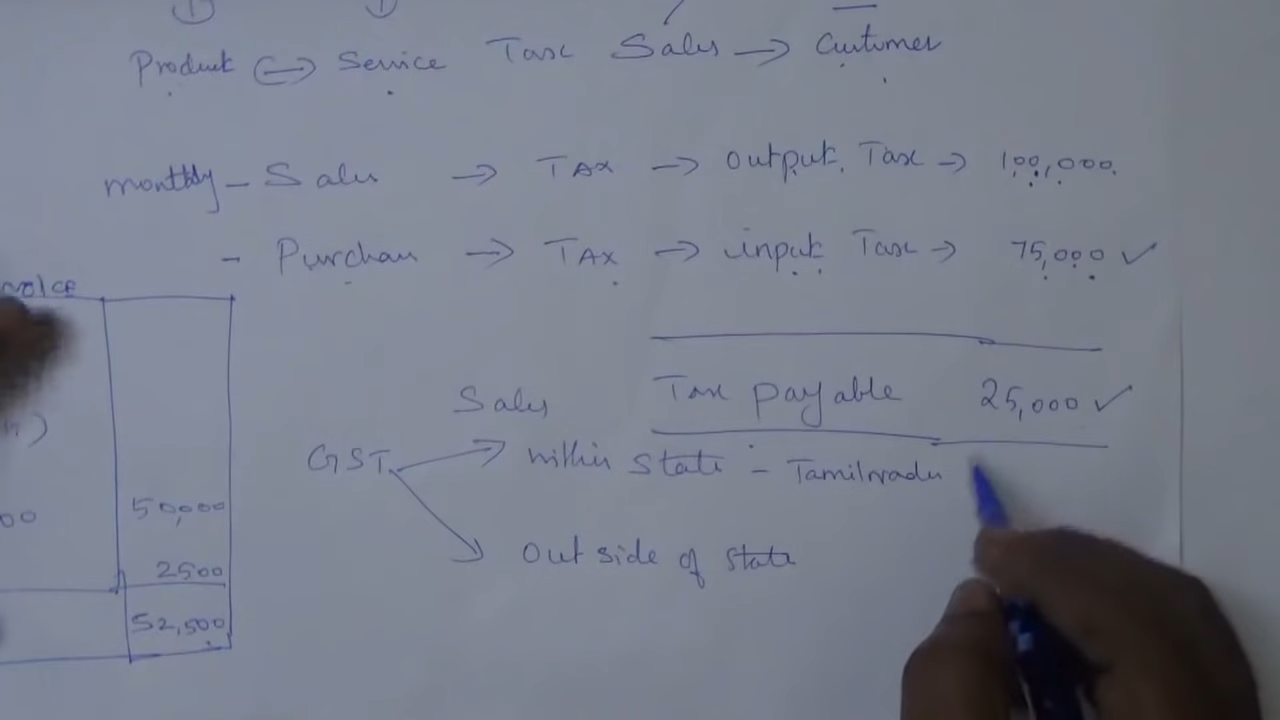 Product ↔ Service Tax Sales → Customer
monthly - Sales → TAX → output Tax → 100,000
- Purchase → TAX → input Tax → 75,000 ✓
Tax payable 25,000 ✓
Sales
GST → within state - Tamilnadu
→ Out side of state
voice
00 50,000
2500
52,500